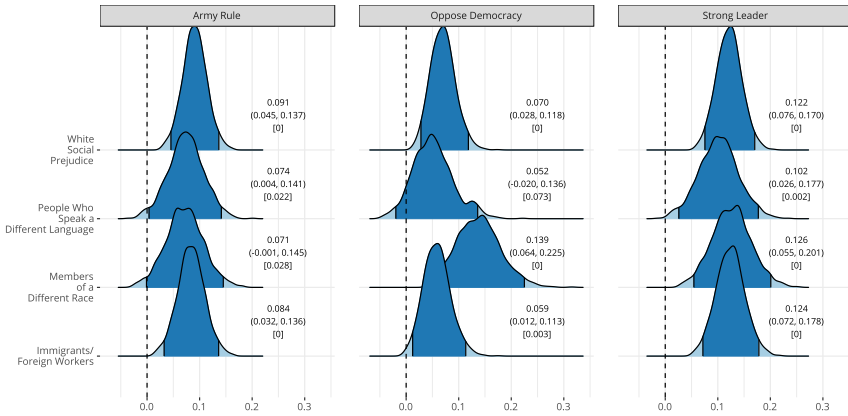 Army Rule
Oppose Democracy
Strong Leader
White
Social
Prejudice
0.091
(0.045, 0.137)
[0]
0.070
(0.028, 0.118)
[0]
0.122
(0.076, 0.170)
[0]
People Who
Speak a
Different Language
0.074
(0.004, 0.141)
[0.022]
0.052
(-0.020, 0.136)
[0.073]
0.102
(0.026, 0.177)
[0.002]
Members
of a
Different Race
0.071
(-0.001, 0.145)
[0.028]
0.139
(0.064, 0.225)
[0]
0.126
(0.055, 0.201)
[0]
Immigrants/
Foreign Workers
0.084
(0.032, 0.136)
[0]
0.059
(0.012, 0.113)
[0.003]
0.124
(0.072, 0.178)
[0]
0.0 0.1 0.2 0.3
0.0 0.1 0.2 0.3
0.0 0.1 0.2 0.3